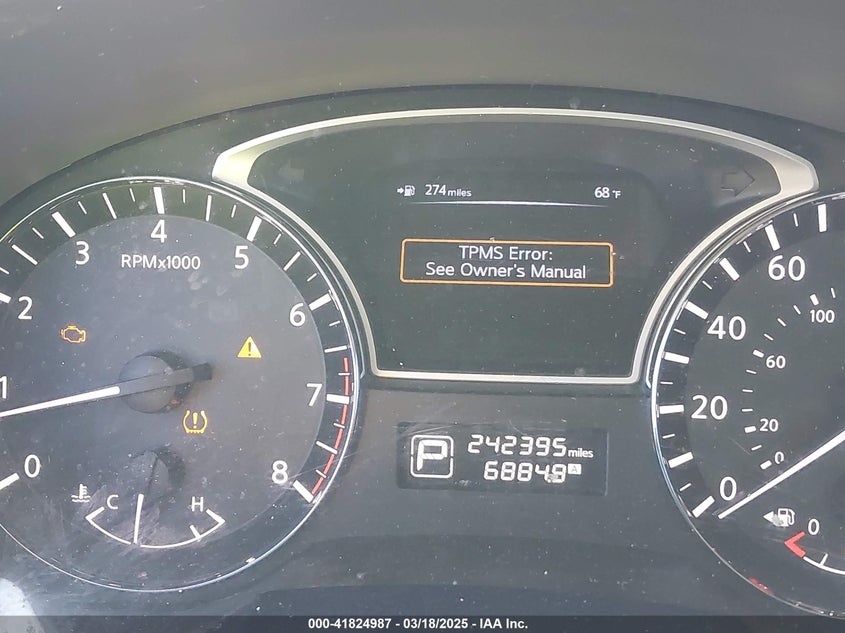 274 miles
68 °F
TPMS Error:
See Owner's Manual
0
1
2
3
4
5
6
7
8
RPMx1000
C
H
P
242395 miles
68848 A
0
20
40
60
0
20
60
100
0
000-41824987 - 03/18/2025 - IAA Inc.